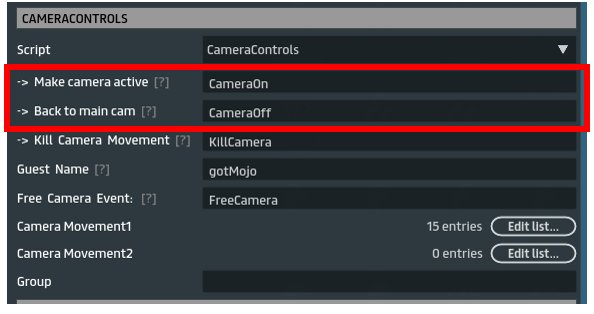 CAMERACONTROLS
Script CameraControls
-> Make camera active [?] CameraOn
-> Back to main cam [?] CameraOff
-> Kill Camera Movement [?] KillCamera
Guest Name [?] gotMojo
Free Camera Event: [?] FreeCamera
Camera Movement1 15 entries Edit list...
Camera Movement2 0 entries Edit list...
Group